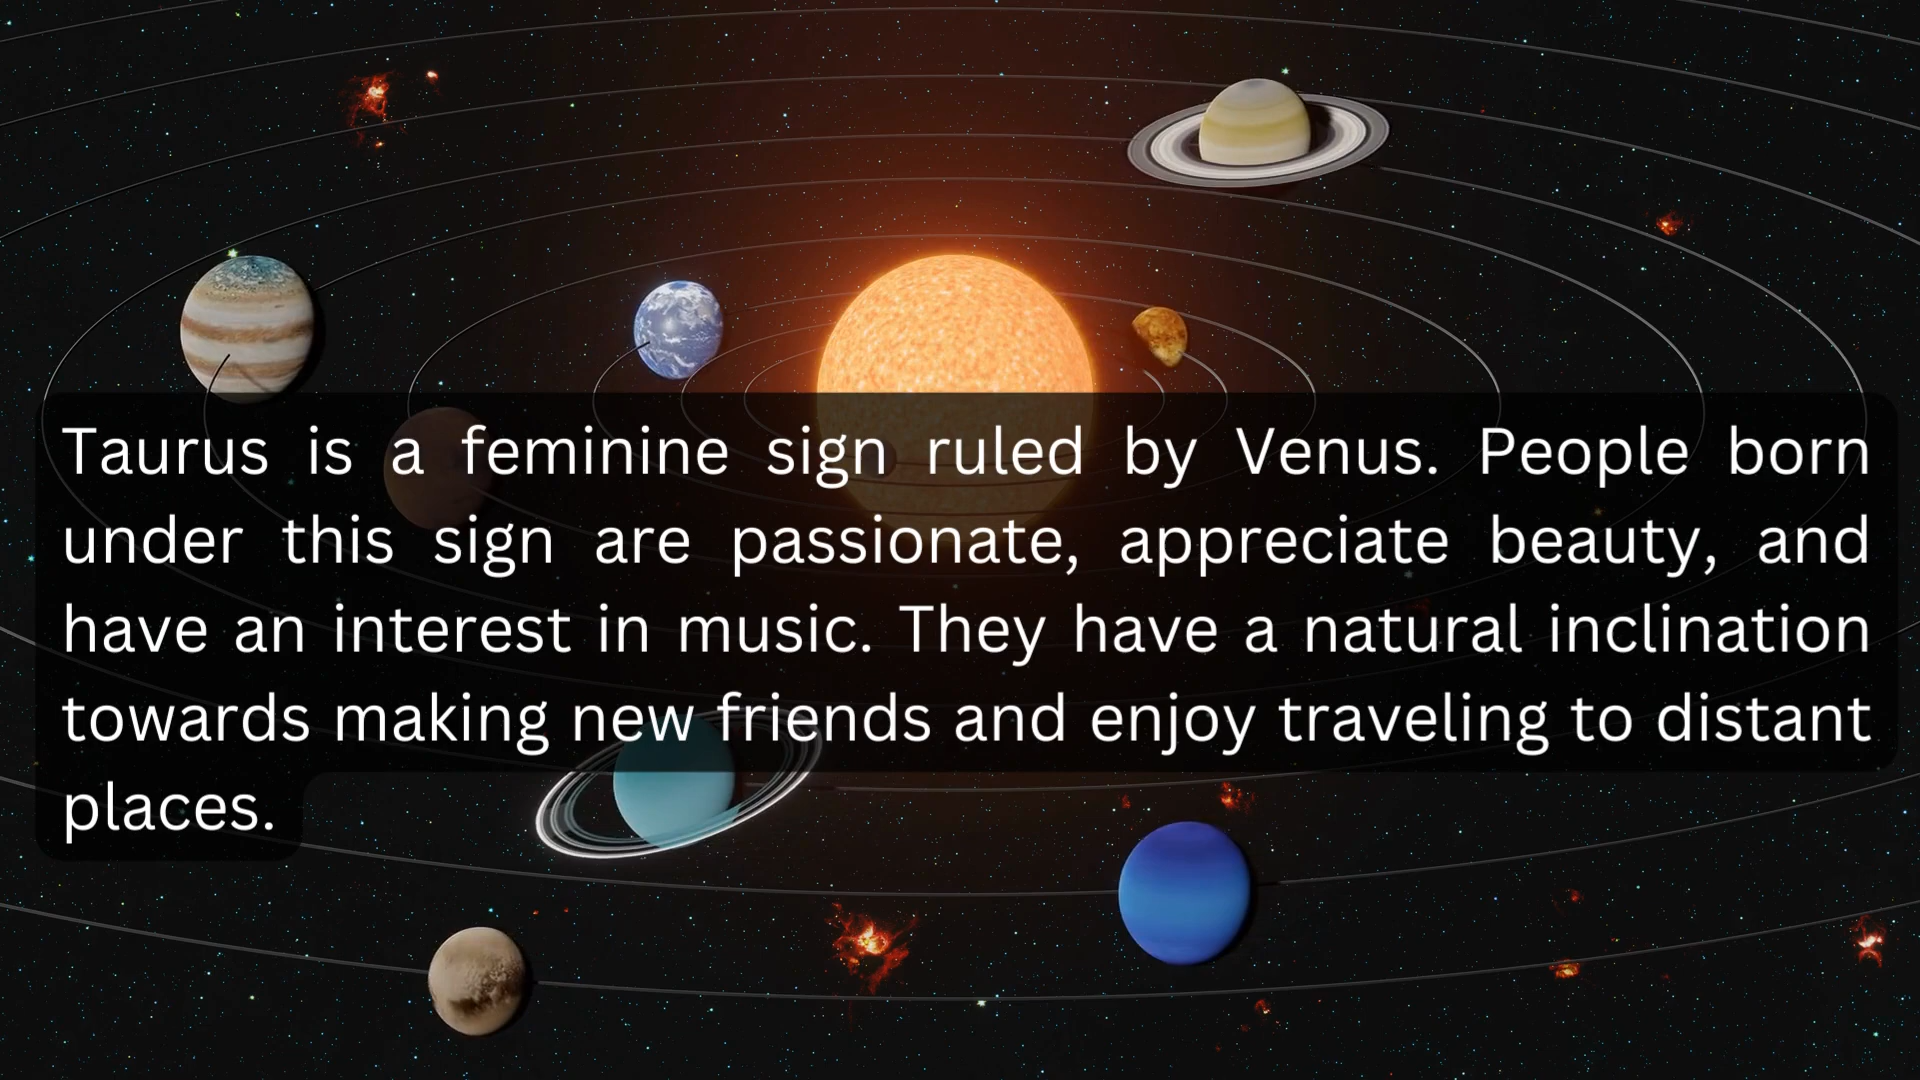 Taurus is a feminine sign ruled by Venus. People born
under this sign are passionate, appreciate beauty, and
have an interest in music. They have a natural inclination
towards making new friends and enjoy traveling to distant
places.